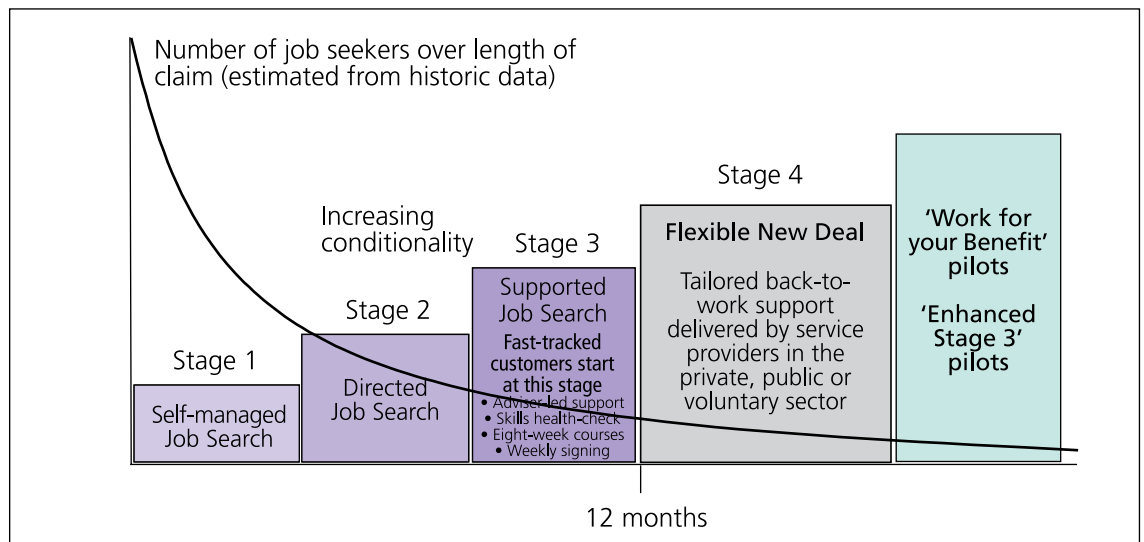 Number of job seekers over length of
claim (estimated from historic data)
Increasing
conditionality
Stage 1
Self-managed
Job Search
Stage 2
Directed
Job Search
Stage 3
Supported
Job Search
Fast-tracked
customers start
at this stage
• Adviser-led support
• Skills health-check
• Eight-week courses
• Weekly signing
Stage 4
Flexible New Deal
Tailored back-to-
work support
delivered by service
providers in the
private, public or
voluntary sector
‘Work for
your Benefit’
pilots
‘Enhanced
Stage 3’
pilots
12 months